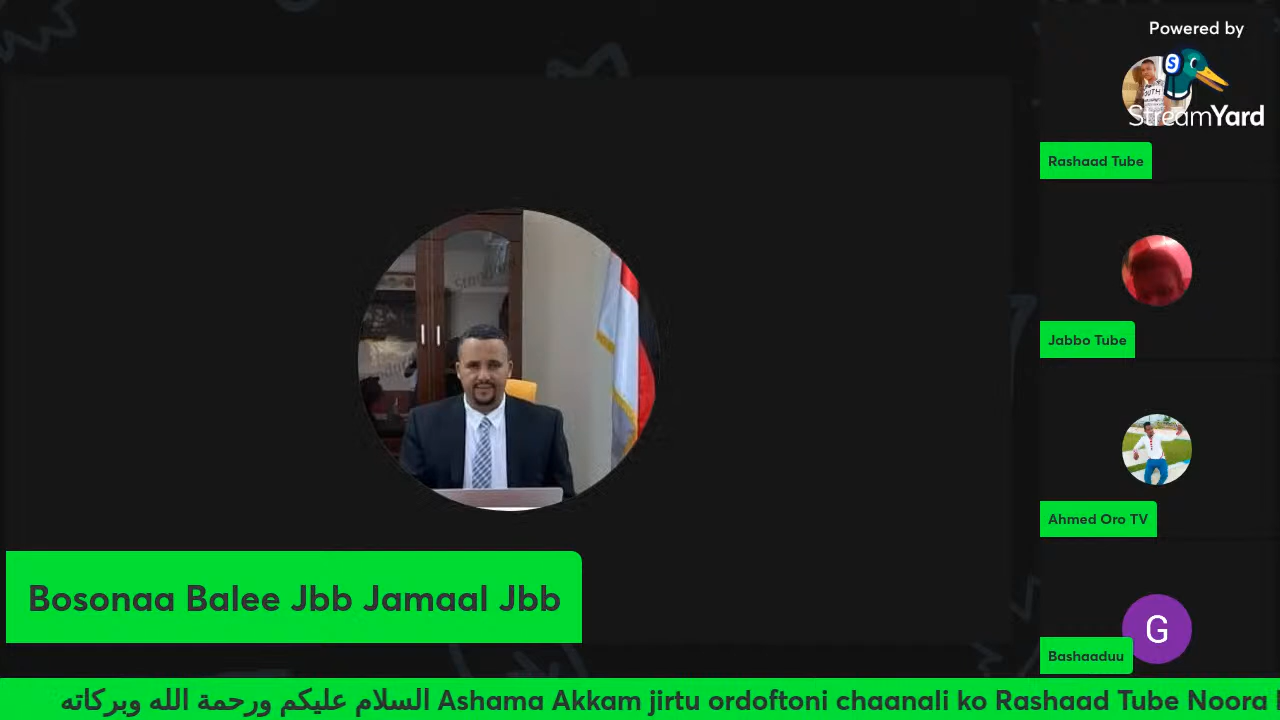 Powered by
StreamYard
Rashaad Tube
Jabbo Tube
Ahmed Oro TV
G
Bosonaa Balee Jbb Jamaal Jbb
Bashaaduu
السلام عليكم ورحمة الله وبركاته Ashama Akkam jirtu ordoftoni chaanali ko Rashaad Tube Noora